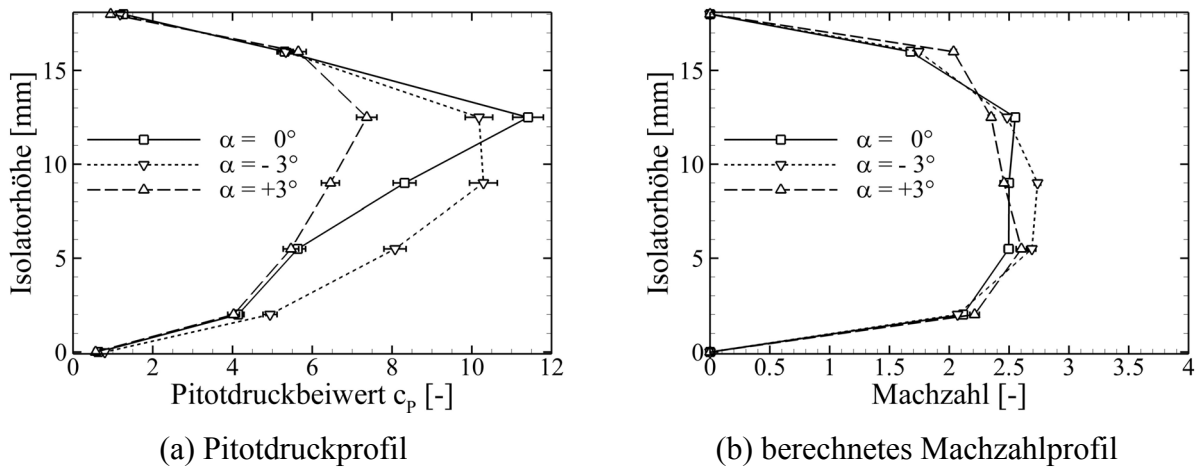 Isolatorhöhe [mm]
15
10
5
0
α = 0°
α = - 3°
α = +3°
0 2 4 6 8 10 12
Pitotdruckbeiwert cP [-]
(a) Pitotdruckprofil
Isolatorhöhe [mm]
15
10
5
0
α = 0°
α = - 3°
α = +3°
0 0.5 1 1.5 2 2.5 3 3.5 4
Machzahl [-]
(b) berechnetes Machzahlprofil